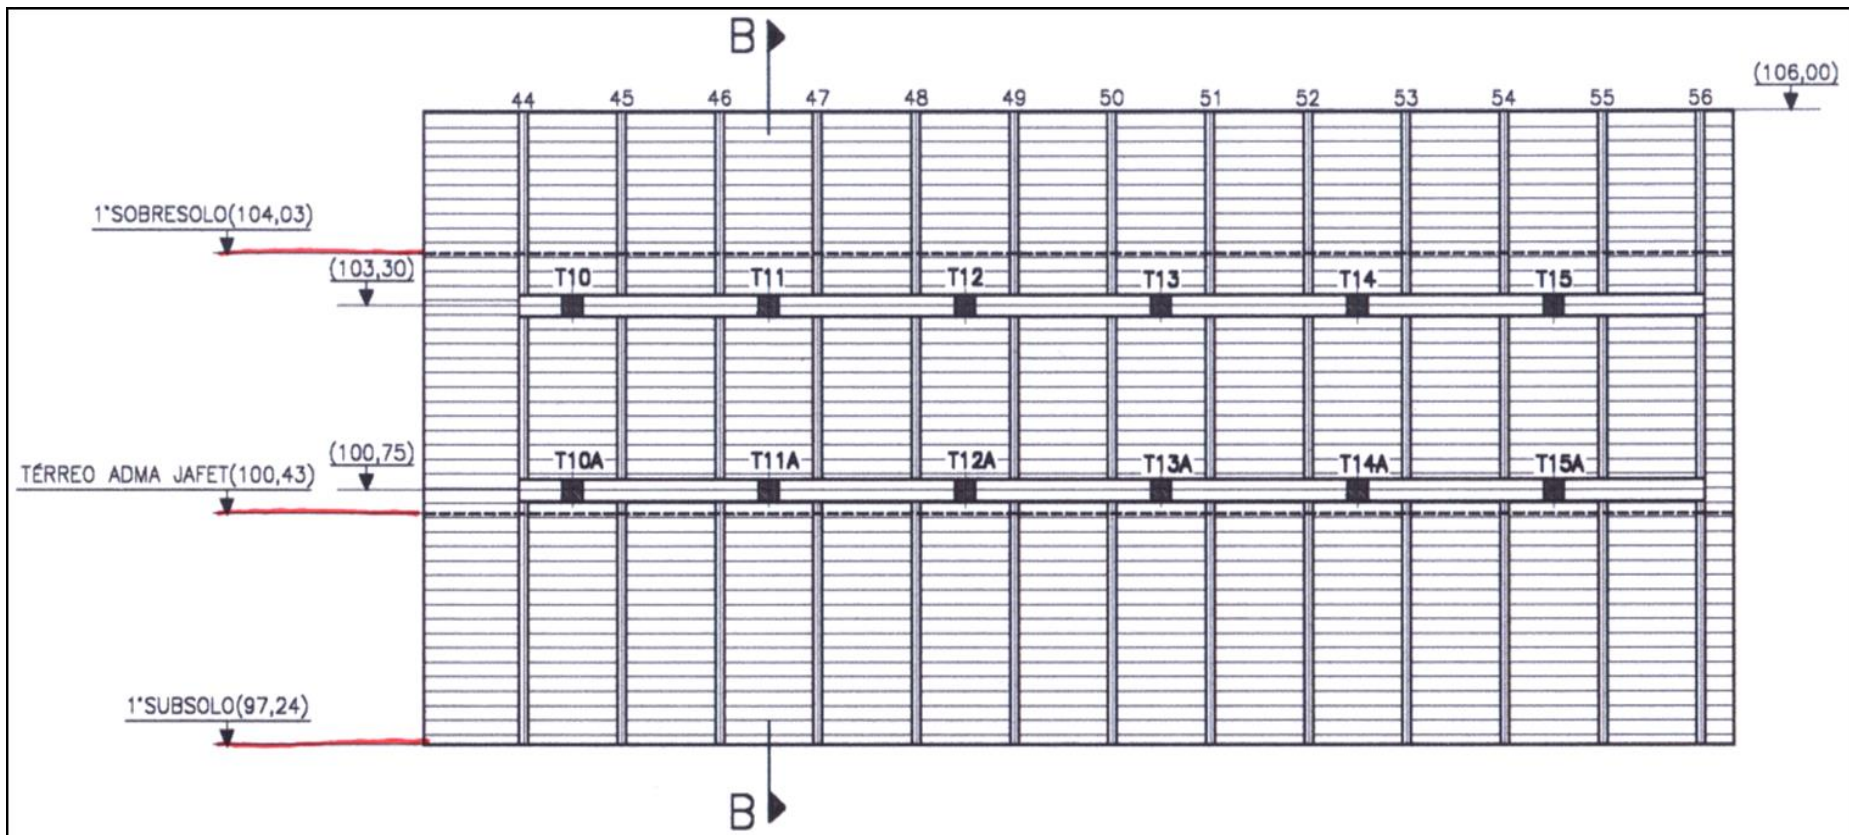 B
(106,00)
44 45 46 47 48 49 50 51 52 53 54 55 56
1°SOBRESOLO(104,03)
(103,30)
T10 T11 T12 T13 T14 T15
(100,75)
T10A T11A T12A T13A T14A T15A
TÉRREO ADMA JAFET(100,43)
1°SUBSOLO(97,24)
B